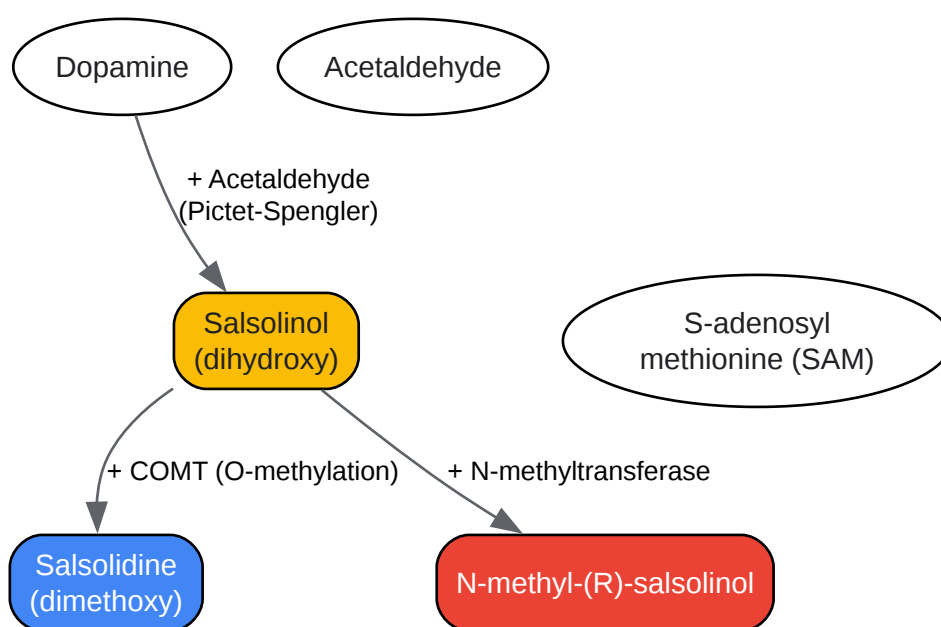 Dopamine
Acetaldehyde
+ Acetaldehyde
(Pictet-Spengler)
Salsolinol
(dihydroxy)
S-adenosyl
methionine (SAM)
+ COMT (O-methylation)
+ N-methyltransferase
Salsolidine
(dimethoxy)
N-methyl-(R)-salsolinol